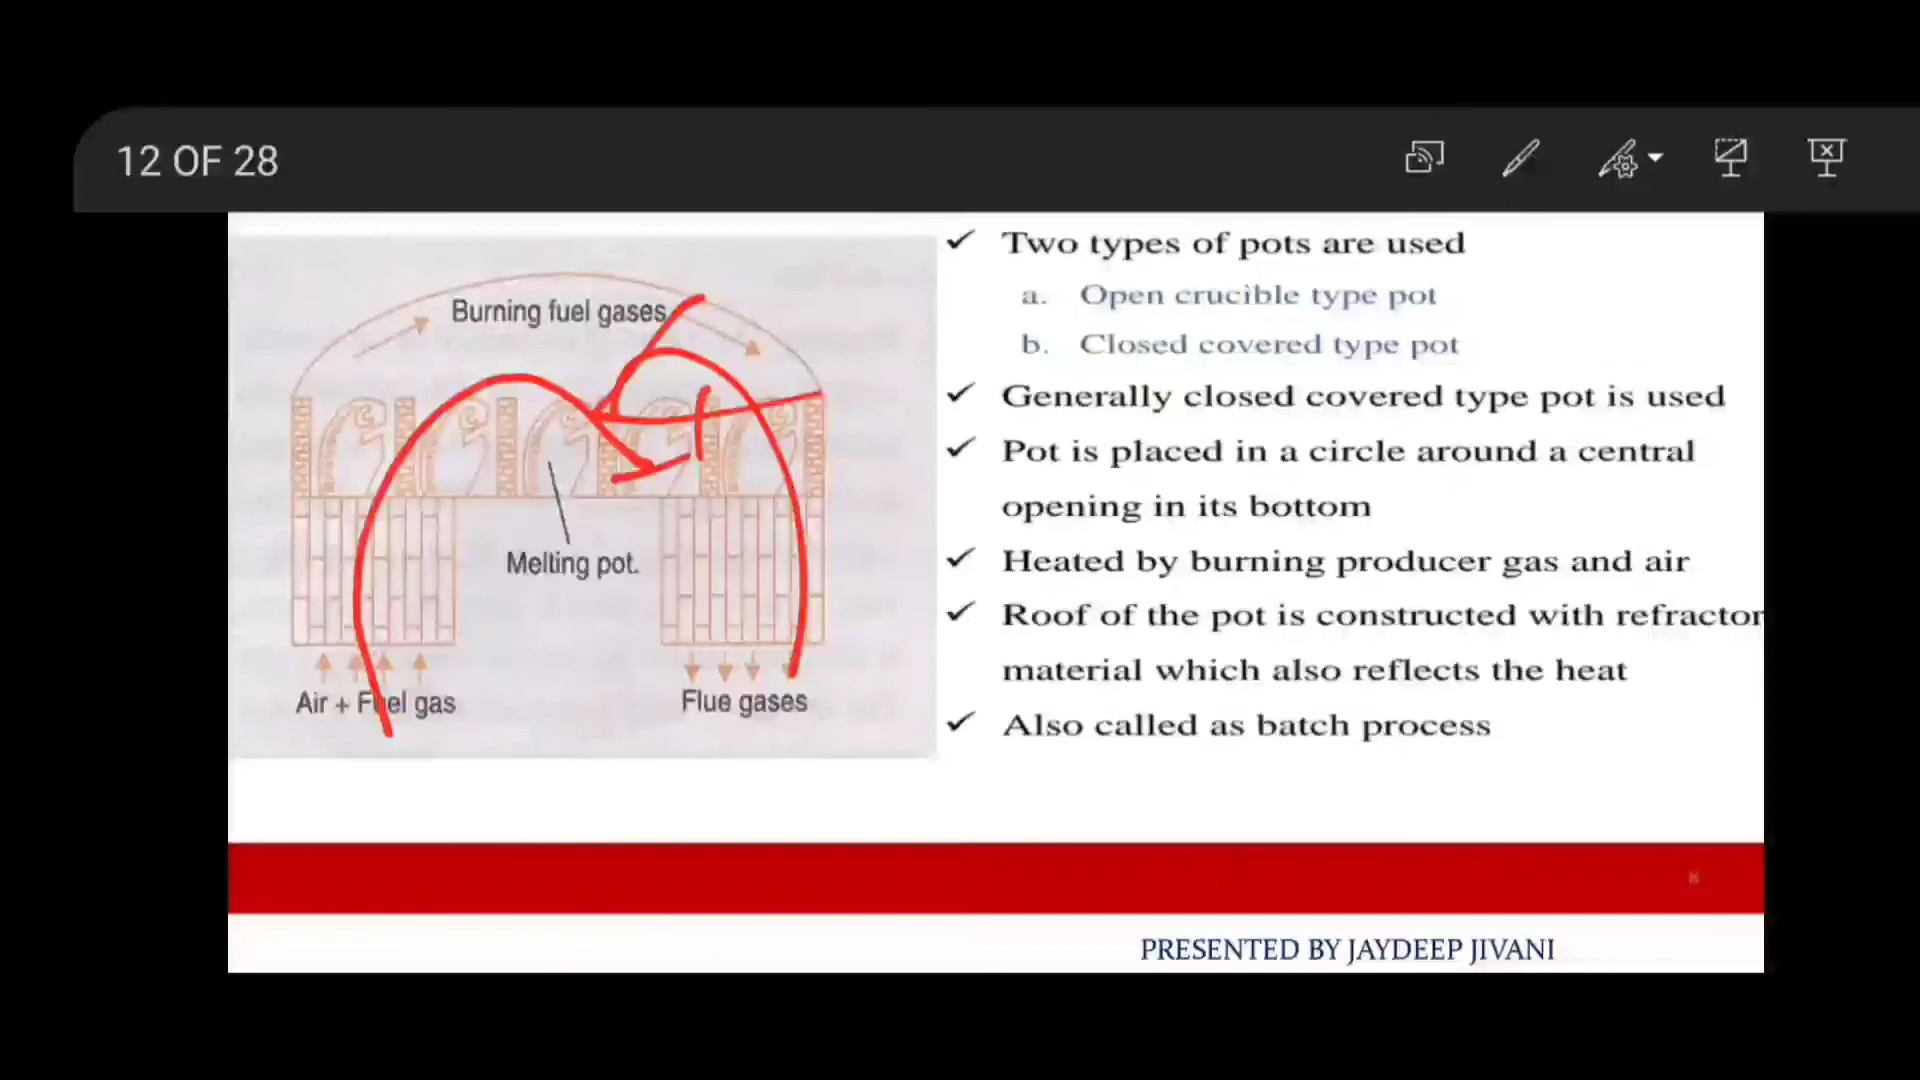 12 OF 28
Burning fuel gases
Melting pot.
Air + Fuel gas
Flue gases
✓ Two types of pots are used
a. Open crucible type pot
b. Closed covered type pot
✓ Generally closed covered type pot is used
✓ Pot is placed in a circle around a central
opening in its bottom
✓ Heated by burning producer gas and air
✓ Roof of the pot is constructed with refractor
material which also reflects the heat
✓ Also called as batch process
PRESENTED BY JAYDEEP JIVANI